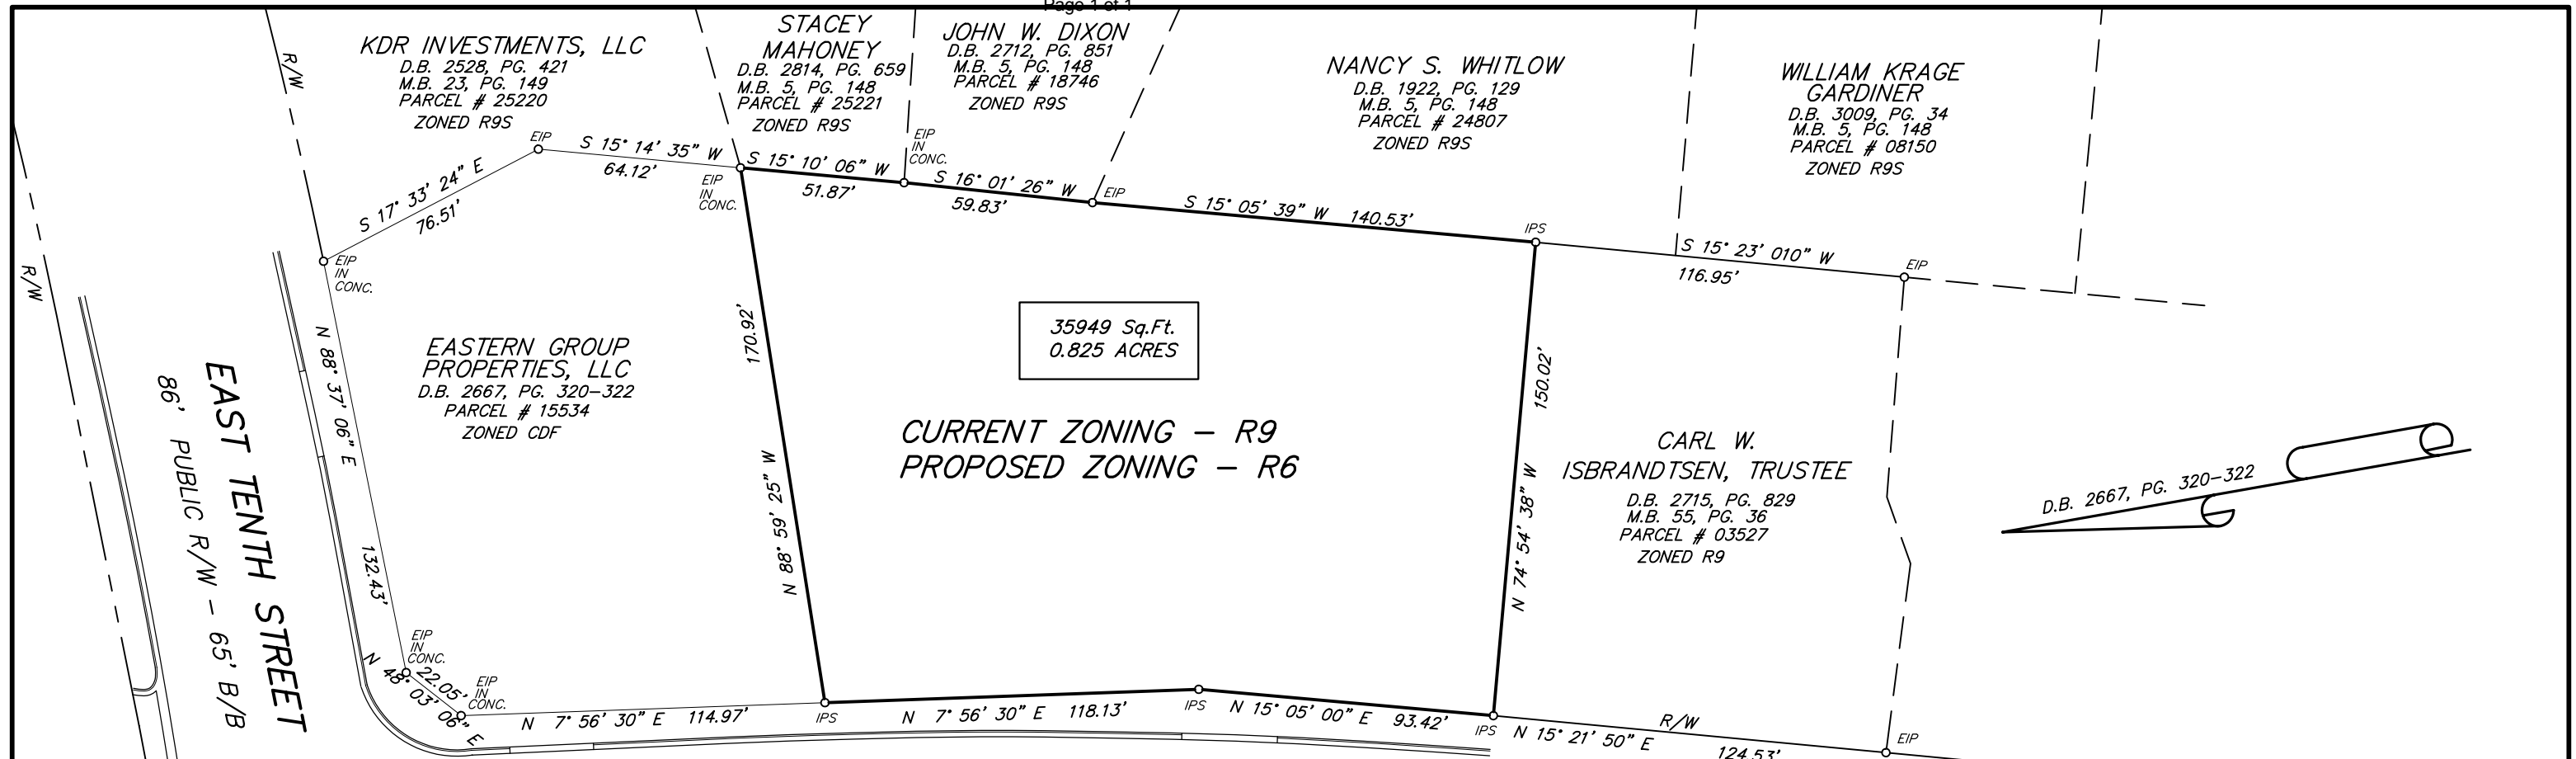 Page 1 of 1
R/W
KDR INVESTMENTS, LLC
D.B. 2528, PG. 421
M.B. 23, PG. 149
PARCEL # 25220
ZONED R9S
STACEY
MAHONEY
D.B. 2814, PG. 659
M.B. 5, PG. 148
PARCEL # 25221
ZONED R9S
JOHN W. DIXON
D.B. 2712, PG. 851
M.B. 5, PG. 148
PARCEL # 18746
ZONED R9S
NANCY S. WHITLOW
D.B. 1922, PG. 129
M.B. 5, PG. 148
PARCEL # 24807
ZONED R9S
WILLIAM KRAGE
GARDINER
D.B. 3009, PG. 34
M.B. 5, PG. 148
PARCEL # 08150
ZONED R9S
EIP
S 15° 14' 35" W
64.12'
S 17° 33' 24" E
76.51'
EIP
IN
CONC.
S 15° 10' 06" W
51.87'
EIP
IN
CONC.
S 16° 01' 26" W
59.83'
EIP
S 15° 05' 39" W 140.53'
IPS
S 15° 23' 010" W
116.95'
EIP
R/W
EIP
IN
CONC.
N 88° 37' 06" E
132.43'
EASTERN GROUP
PROPERTIES, LLC
D.B. 2667, PG. 320-322
PARCEL # 15534
ZONED CDF
170.92'
N 88° 59' 25" W
35949 Sq.Ft.
0.825 ACRES
CURRENT ZONING - R9
PROPOSED ZONING - R6
150.02'
N 74° 54' 38" W
CARL W.
ISBRANDTSEN, TRUSTEE
D.B. 2715, PG. 829
M.B. 55, PG. 36
PARCEL # 03527
ZONED R9
D.B. 2667, PG. 320-322
EAST TENTH STREET
86' PUBLIC R/W - 65' B/B
EIP
IN
CONC.
22.05'
N 48° 03' 06" E
EIP
IN
CONC.
N 7° 56' 30" E 114.97'
IPS
N 7° 56' 30" E 118.13'
IPS
N 15° 05' 00" E 93.42'
IPS
N 15° 21' 50" E
124.53'
R/W
EIP